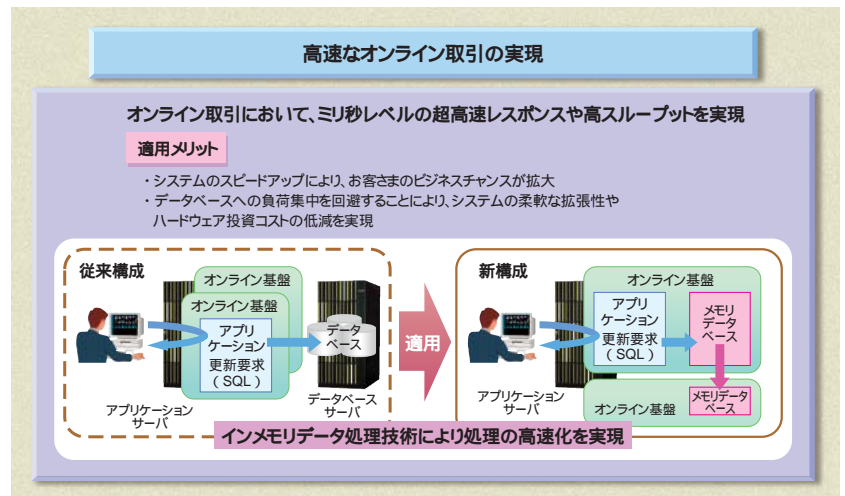 高速なオンライン取引の実現
オンライン取引において、ミリ秒レベルの超高速レスポンスや高スループットを実現
適用メリット
・システムのスピードアップにより、お客さまのビジネスチャンスが拡大
・データベースへの負荷集中を回避することにより、システムの柔軟な拡張性や
ハードウェア投資コストの低減を実現
従来構成
オンライン基盤
オンライン基盤
アプリ
ケーション
更新要求
(SQL)
データ
ベース
アプリケーション
サーバ
データベース
サーバ
適用
新構成
オンライン基盤
アプリ
ケーション
更新要求
(SQL)
メモリ
データ
ベース
アプリケーション
サーバ
オンライン基盤
メモリデータ
ベース
インメモリデータ処理技術により処理の高速化を実現